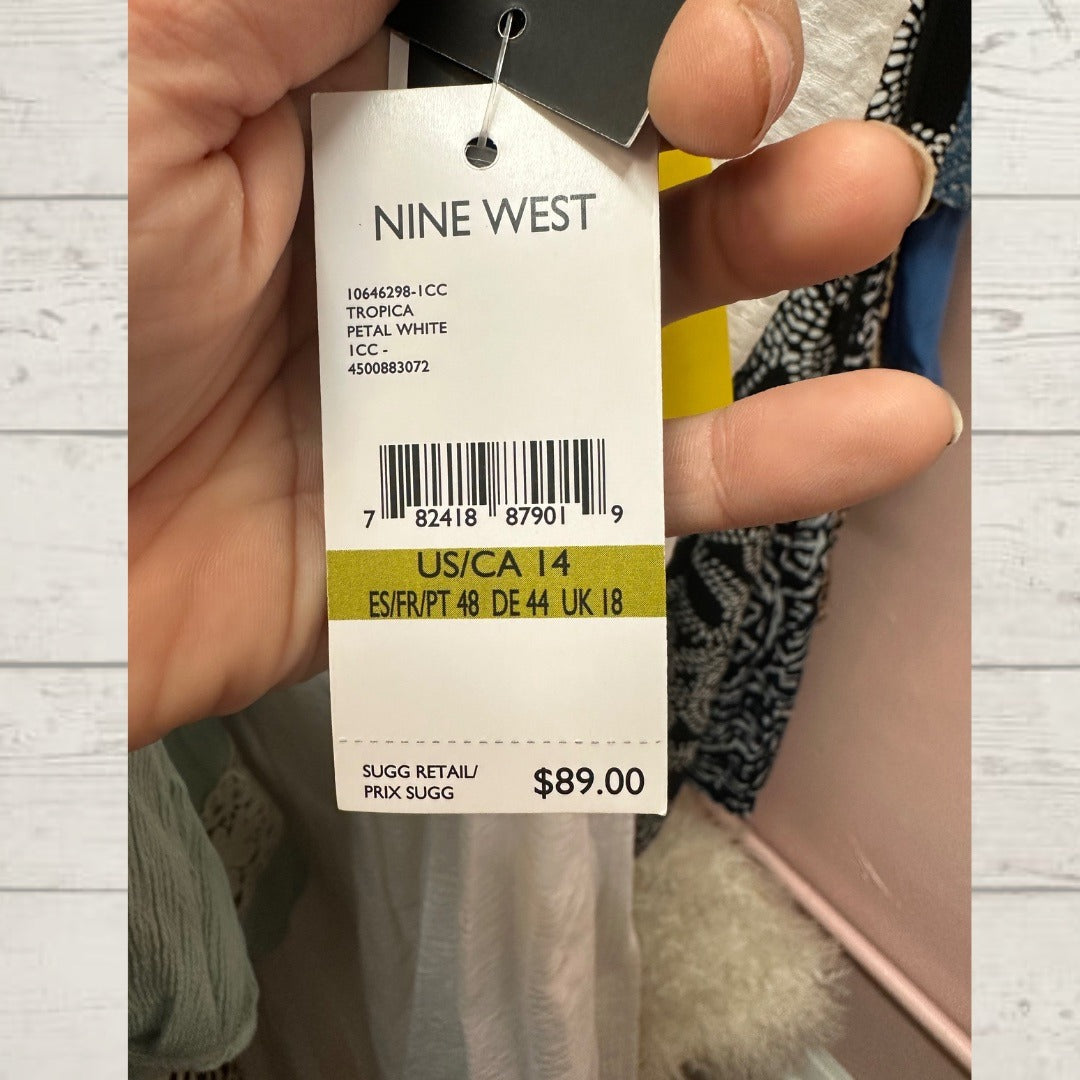 NINE WEST
10646298-1CC
TROPICA
PETAL WHITE
1CC -
4500883072
7 82418 87901 9
US/CA 14
ES/FR/PT 48 DE 44 UK 18
SUGG RETAIL/
PRIX SUGG $89.00